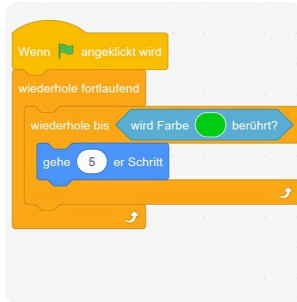 Wenn angeklickt wird
wiederhole fortlaufend
wiederhole bis wird Farbe berührt?
gehe 5 er Schritt